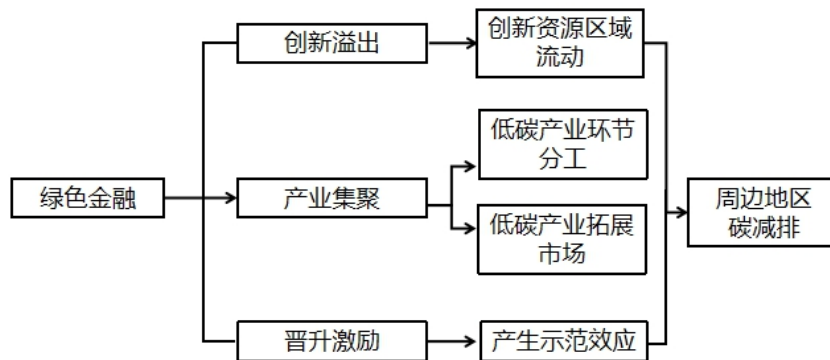 创新溢出
创新资源区域
流动
低碳产业环节
分工
绿色金融
产业集聚
低碳产业拓展
市场
周边地区
碳减排
晋升激励
产生示范效应